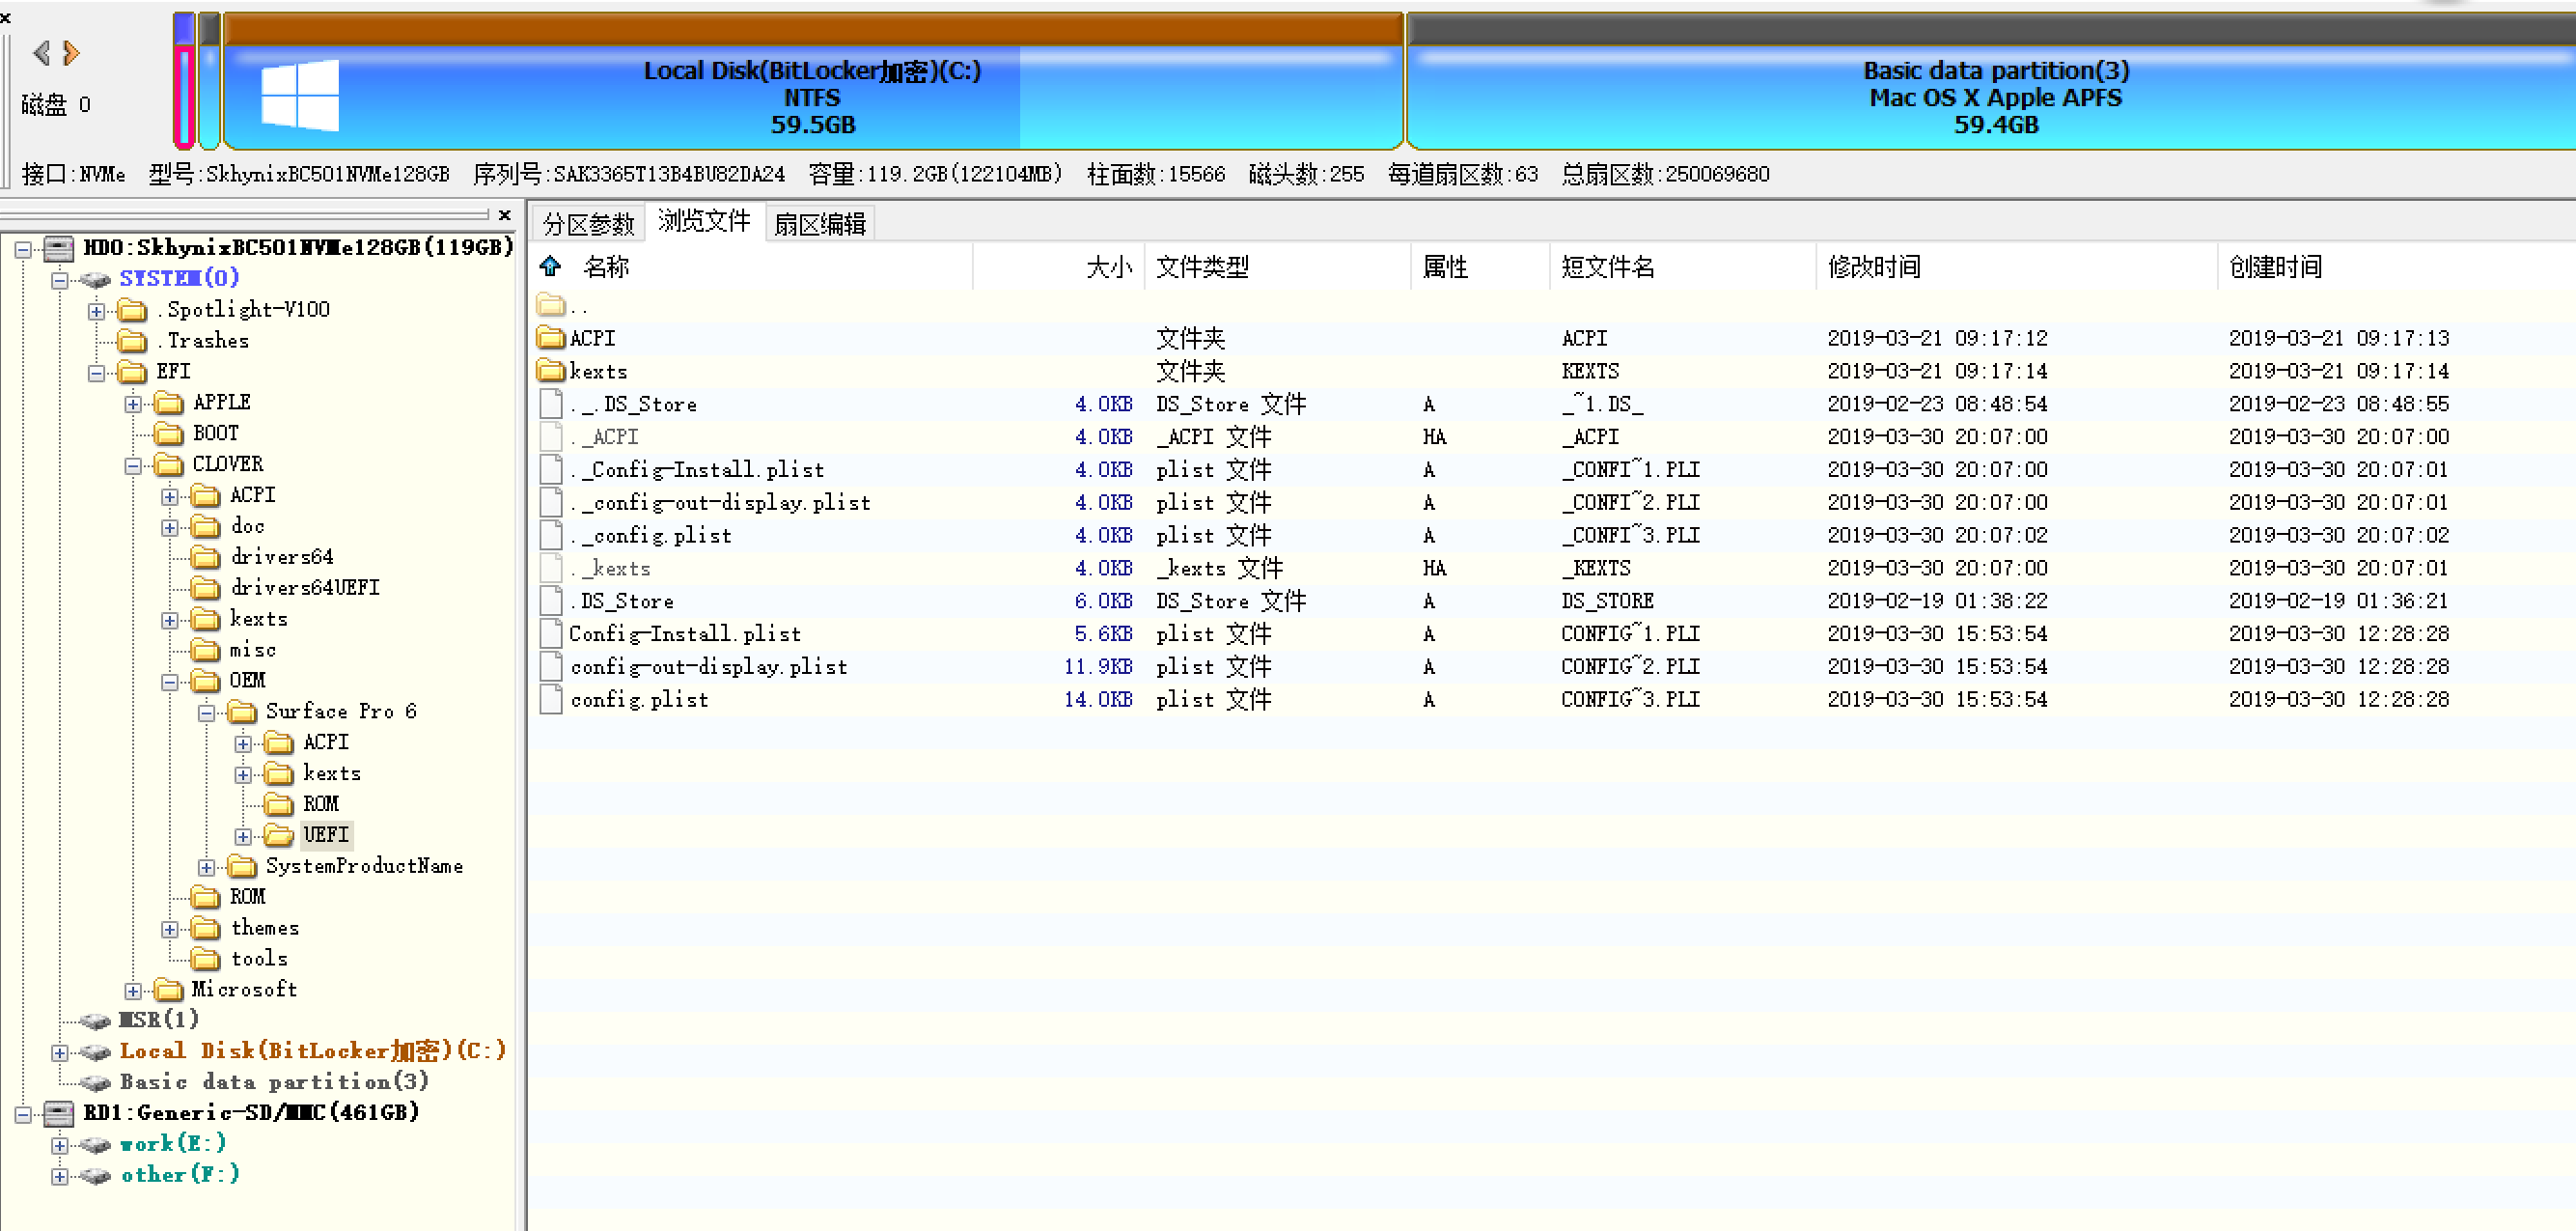 Local Disk(BitLocker加密)(C:)
NTFS
59.5GB
Basic data partition(3)
Mac OS X Apple APFS
59.4GB
磁盘 0
接口:NVMe 型号:SkhynixBC501NVMe128GB 序列号:SAK3365T13B4BU82DA24 容量:119.2GB(122104MB) 柱面数:15566 磁头数:255 每道扇区数:63 总扇区数:250069680
HD0:SkhynixBC501NVMe128GB(119GB)
SYSTEM(0)
.Spotlight-V100
.Trashes
EFI
APPLE
BOOT
CLOVER
ACPI
doc
drivers64
drivers64UEFI
kexts
misc
OEM
Surface Pro 6
ACPI
kexts
ROM
UEFI
SystemProductName
ROM
themes
tools
Microsoft
MSR(1)
Local Disk(BitLocker加密)(C:)
Basic data partition(3)
RD1:Generic-SD/MMC(461GB)
work(E:)
other(F:)
分区参数 浏览文件 扇区编辑
名称 大小 文件类型 属性 短文件名 修改时间 创建时间
..
ACPI 文件夹 ACPI 2019-03-21 09:17:12 2019-03-21 09:17:13
kexts 文件夹 KEXTS 2019-03-21 09:17:14 2019-03-21 09:17:14
._.DS_Store 4.0KB DS_Store 文件 A _~1.DS_ 2019-02-23 08:48:54 2019-02-23 08:48:55
._ACPI 4.0KB _ACPI 文件 HA _ACPI 2019-03-30 20:07:00 2019-03-30 20:07:00
._Config-Install.plist 4.0KB plist 文件 A _CONFI~1.PLI 2019-03-30 20:07:00 2019-03-30 20:07:01
._config-out-display.plist 4.0KB plist 文件 A _CONFI~2.PLI 2019-03-30 20:07:00 2019-03-30 20:07:01
._config.plist 4.0KB plist 文件 A _CONFI~3.PLI 2019-03-30 20:07:02 2019-03-30 20:07:02
._kexts 4.0KB _kexts 文件 HA _KEXTS 2019-03-30 20:07:00 2019-03-30 20:07:01
.DS_Store 6.0KB DS_Store 文件 A DS_STORE 2019-02-19 01:38:22 2019-02-19 01:36:21
Config-Install.plist 5.6KB plist 文件 A CONFIG~1.PLI 2019-03-30 15:53:54 2019-03-30 12:28:28
config-out-display.plist 11.9KB plist 文件 A CONFIG~2.PLI 2019-03-30 15:53:54 2019-03-30 12:28:28
config.plist 14.0KB plist 文件 A CONFIG~3.PLI 2019-03-30 15:53:54 2019-03-30 12:28:28